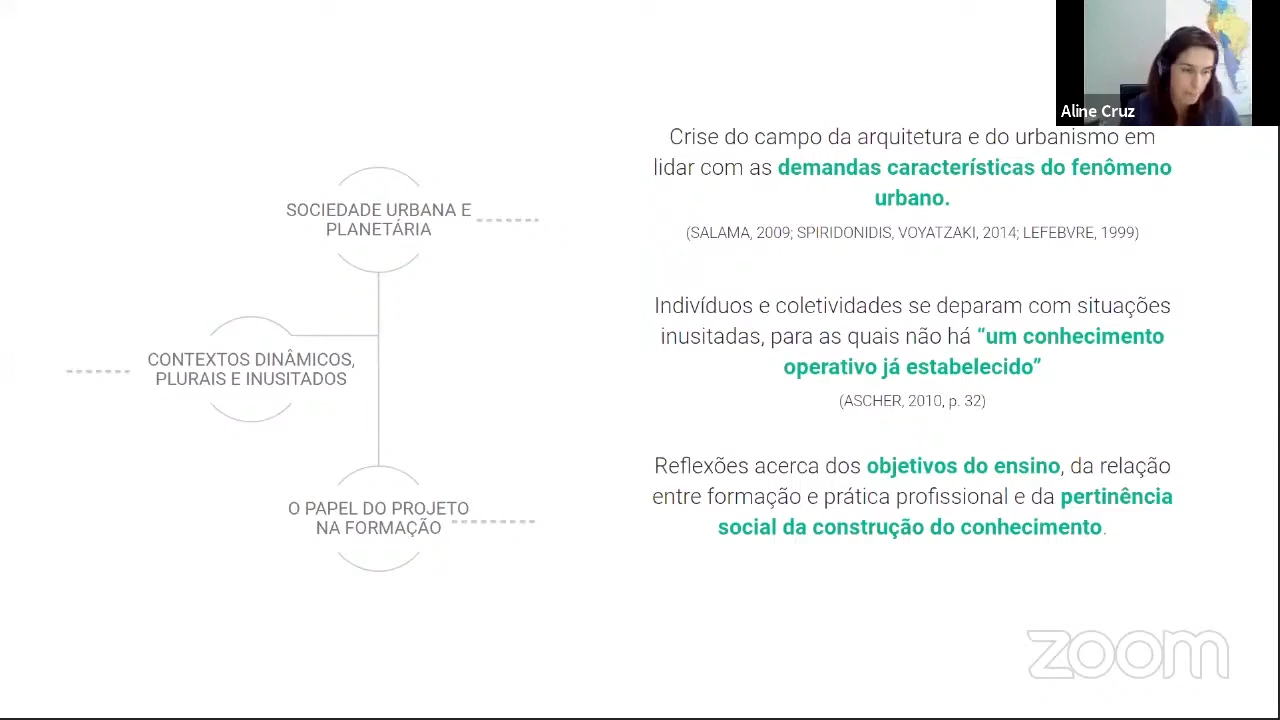 Aline Cruz
SOCIEDADE URBANA E
PLANETÁRIA
CONTEXTOS DINÂMICOS,
PLURAIS E INUSITADOS
O PAPEL DO PROJETO
NA FORMAÇÃO
Crise do campo da arquitetura e do urbanismo em
lidar com as demandas características do fenômeno
urbano.
(SALAMA, 2009; SPIRIDONIDIS, VOYATZAKI, 2014; LEFEBVRE, 1999)
Indivíduos e coletividades se deparam com situações
inusitadas, para as quais não há “um conhecimento
operativo já estabelecido”
(ASCHER, 2010, p. 32)
Reflexões acerca dos objetivos do ensino, da relação
entre formação e prática profissional e da pertinência
social da construção do conhecimento.
zoom